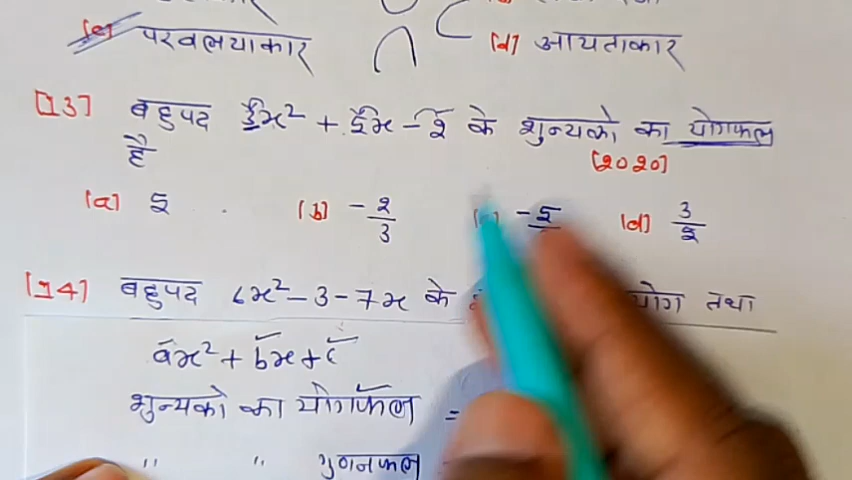 [c] परवलयाकार
[d] आयताकार
[13] बहुपद 3x² + 5x - 2 के शुन्यको का योगफल
है [2020]
[a] 5 [b] -2/3 -5 [d] 3/5
[14] बहुपद 6x² - 3 - 7x के योग तथा
ax² + bx + c
शुन्यको का योगफल =
" " गुणनफल